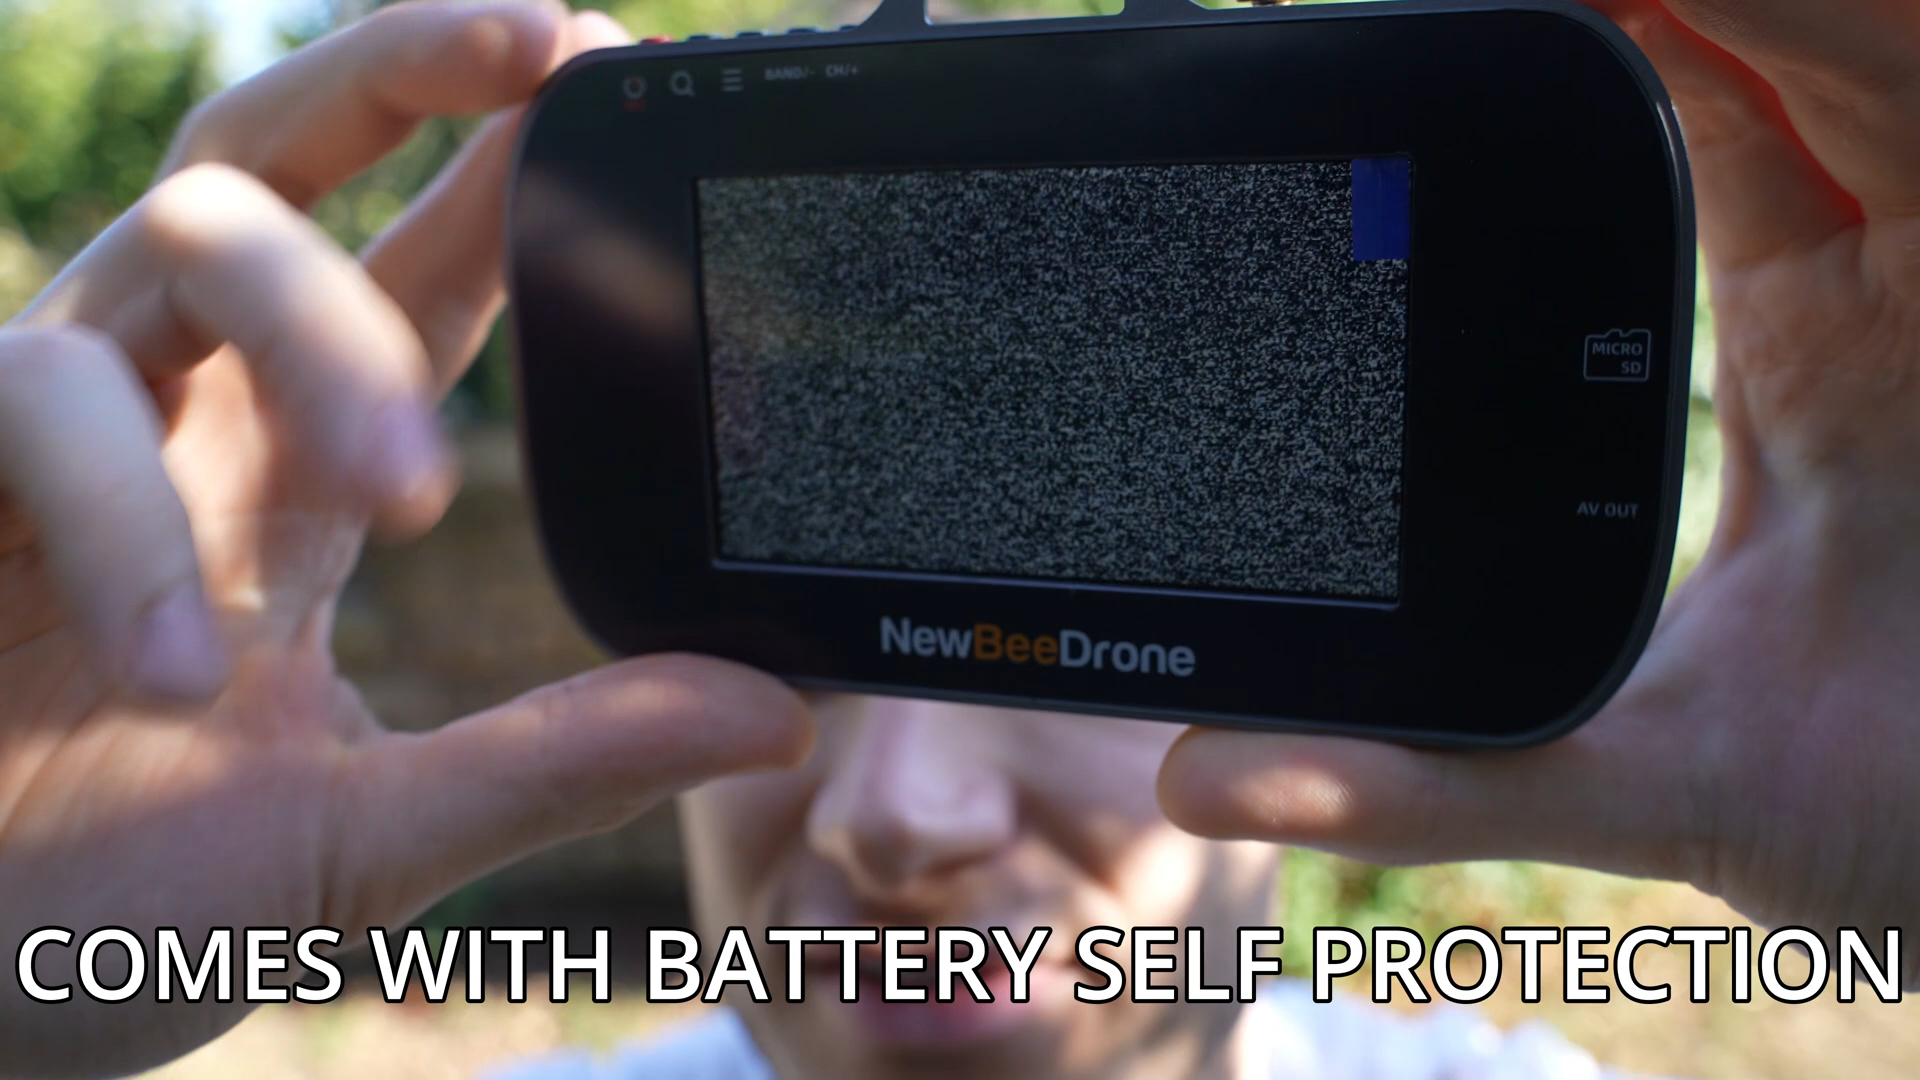 BAND/- CH/+
MICRO
SD
AV OUT
NewBeeDrone
COMES WITH BATTERY SELF PROTECTION